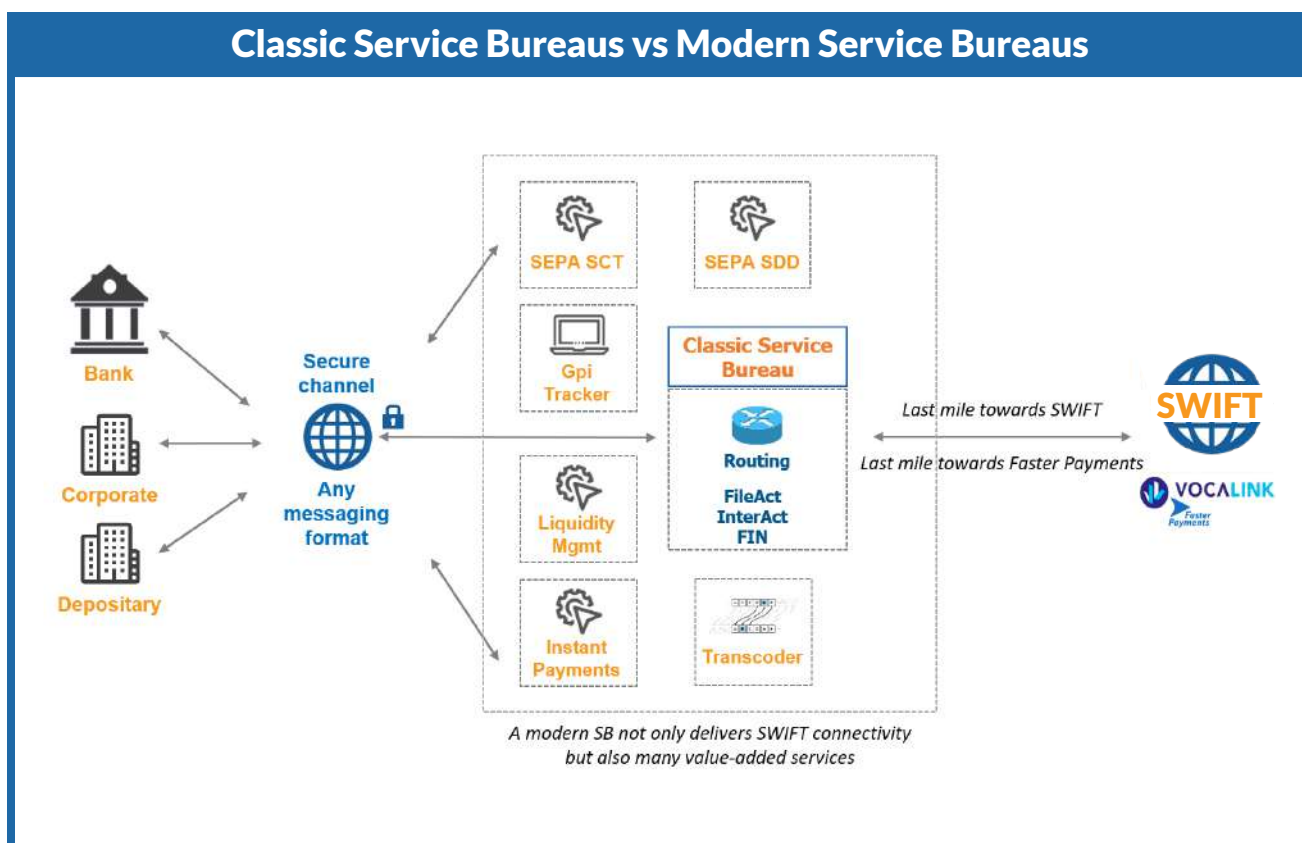 Classic Service Bureaus vs Modern Service Bureaus
Bank
Corporate
Depositary
Secure
channel
Any
messaging
format
SEPA SCT
SEPA SDD
Gpi
Tracker
Classic Service
Bureau
Routing
FileAct
InterAct
FIN
Liquidity
Mgmt
Instant
Payments
Transcoder
Last mile towards SWIFT
Last mile towards Faster Payments
SWIFT
VOCALINK
Faster
Payments
A modern SB not only delivers SWIFT connectivity
but also many value-added services